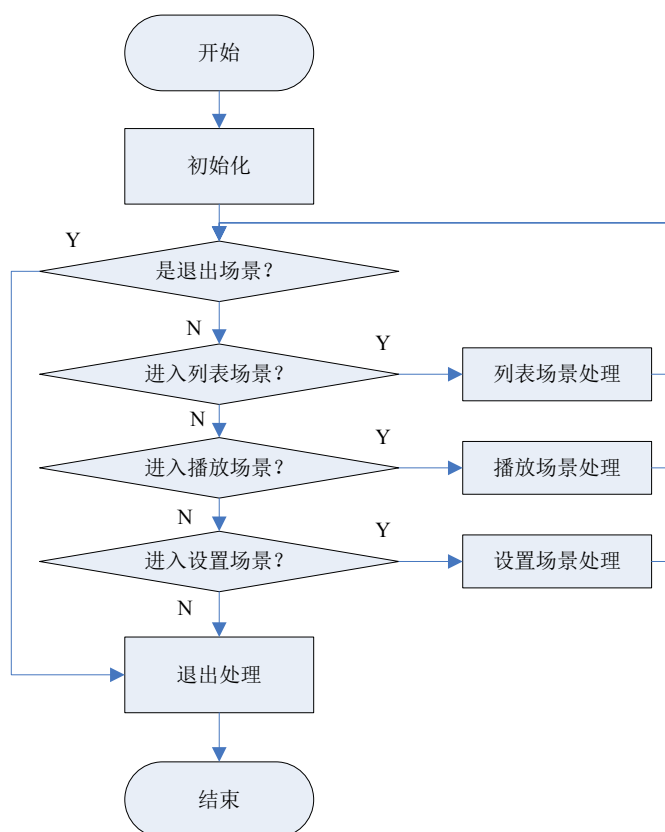 开始
初始化
Y
是退出场景?
N
Y
进入列表场景?
列表场景处理
N
Y
进入播放场景?
播放场景处理
N
Y
进入设置场景?
设置场景处理
N
退出处理
结束